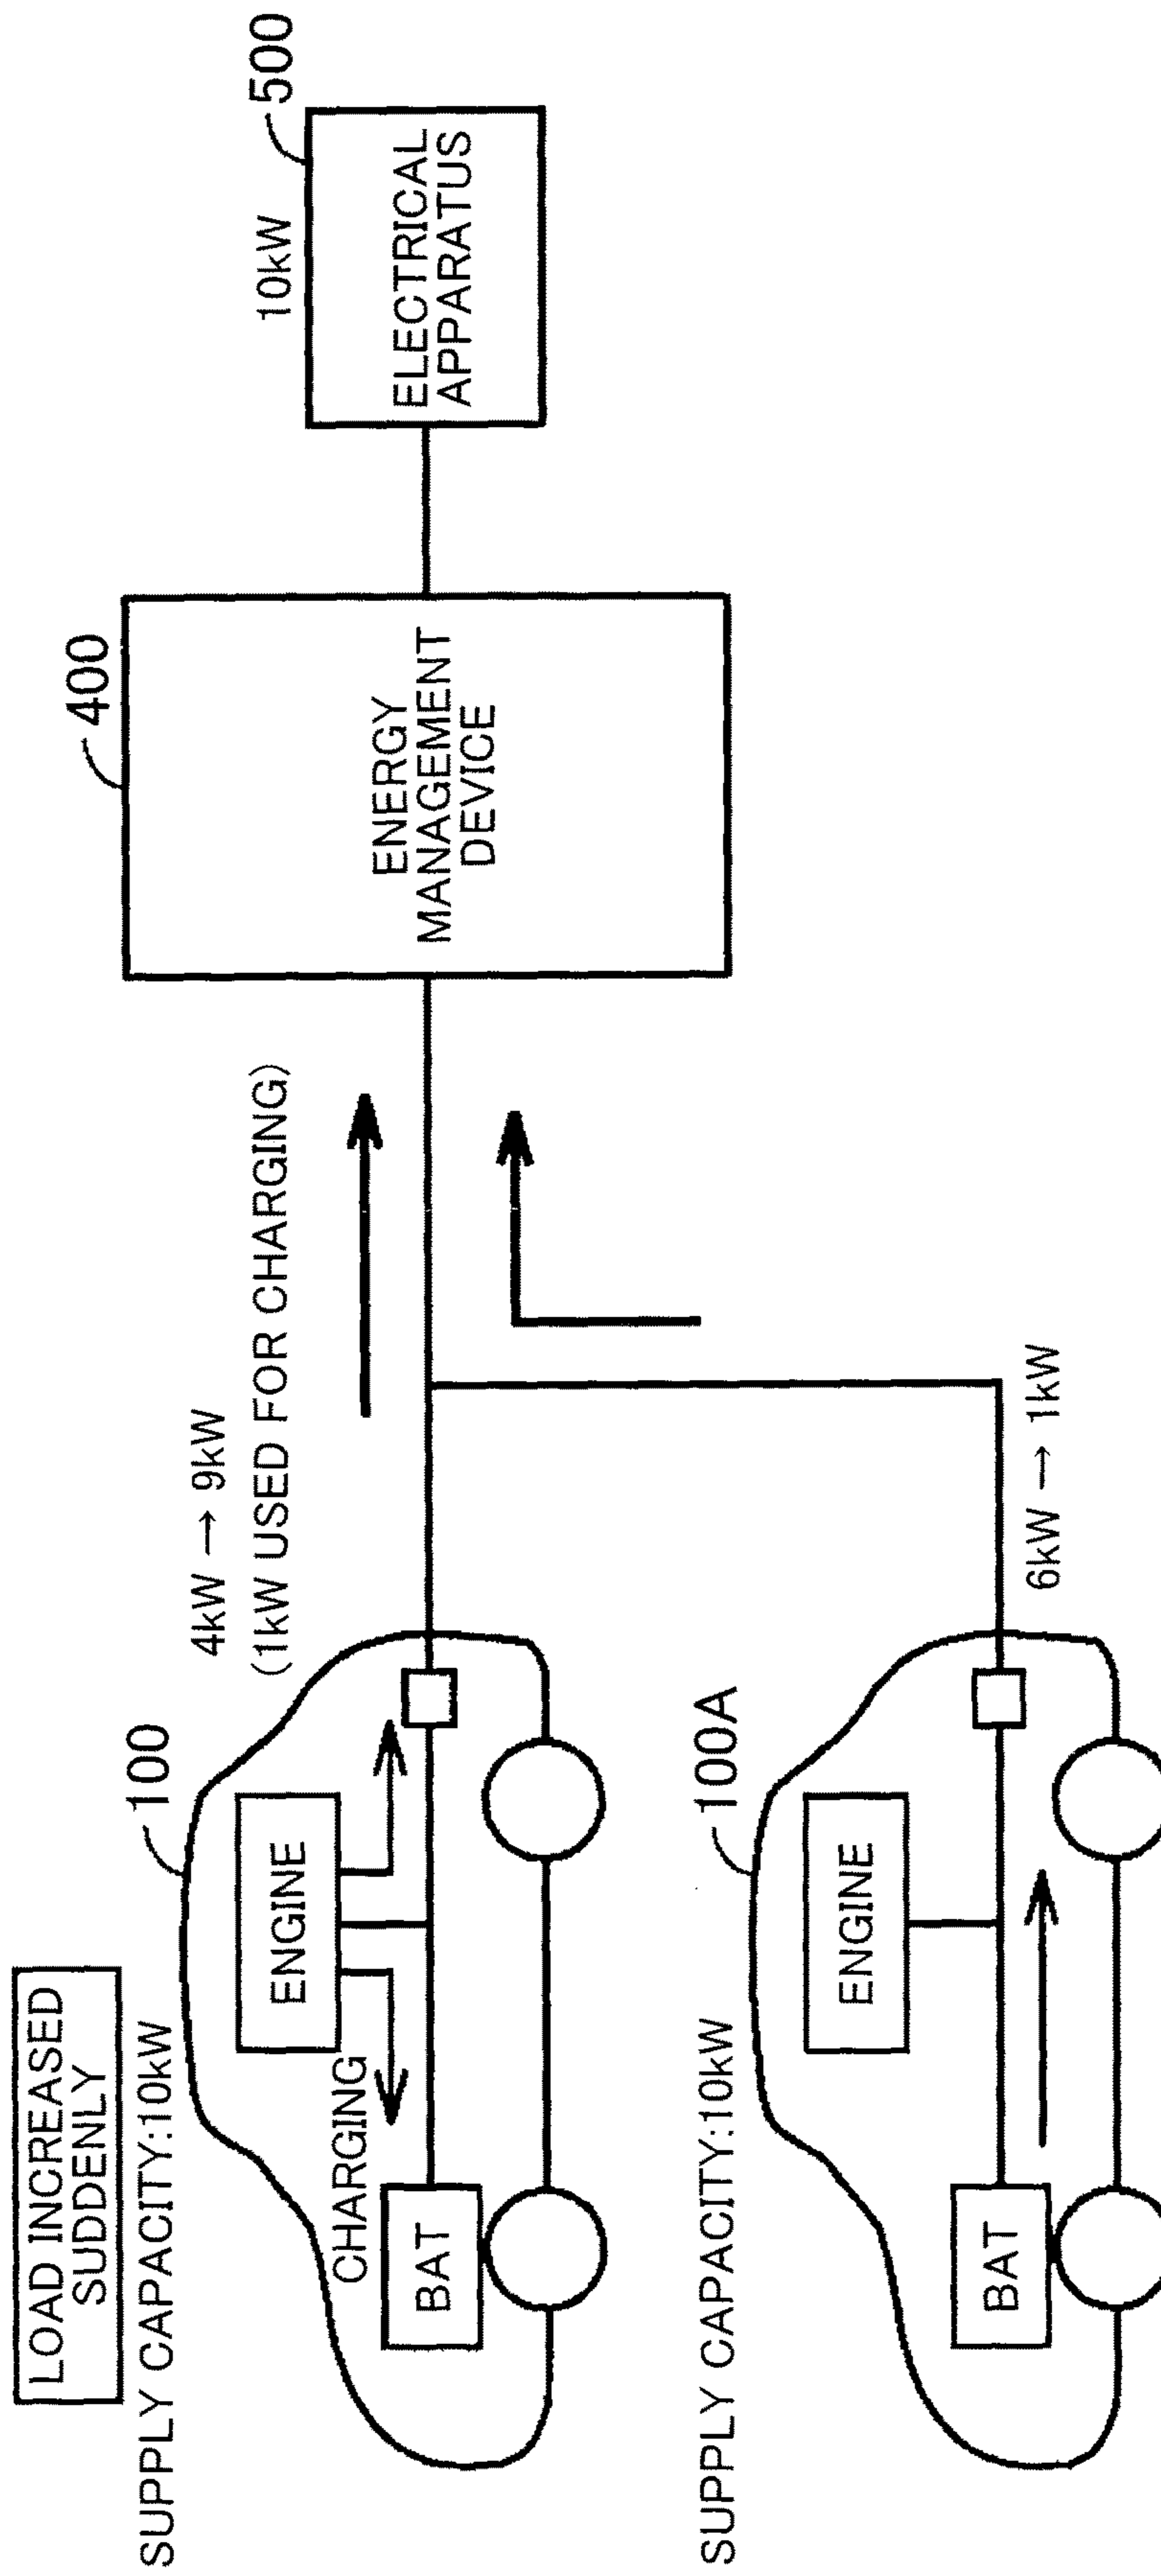 LOAD INCREASED
SUDDENLY
SUPPLY CAPACITY:10kW
100
4kW → 9kW
(1kW USED FOR CHARGING)
ENGINE
CHARGING
BAT
400
ENERGY
MANAGEMENT
DEVICE
500
10kW
ELECTRICAL
APPARATUS
SUPPLY CAPACITY:10kW
100A
ENGINE
BAT
6kW → 1kW